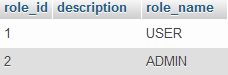 role_id description role_name
1 USER
2 ADMIN